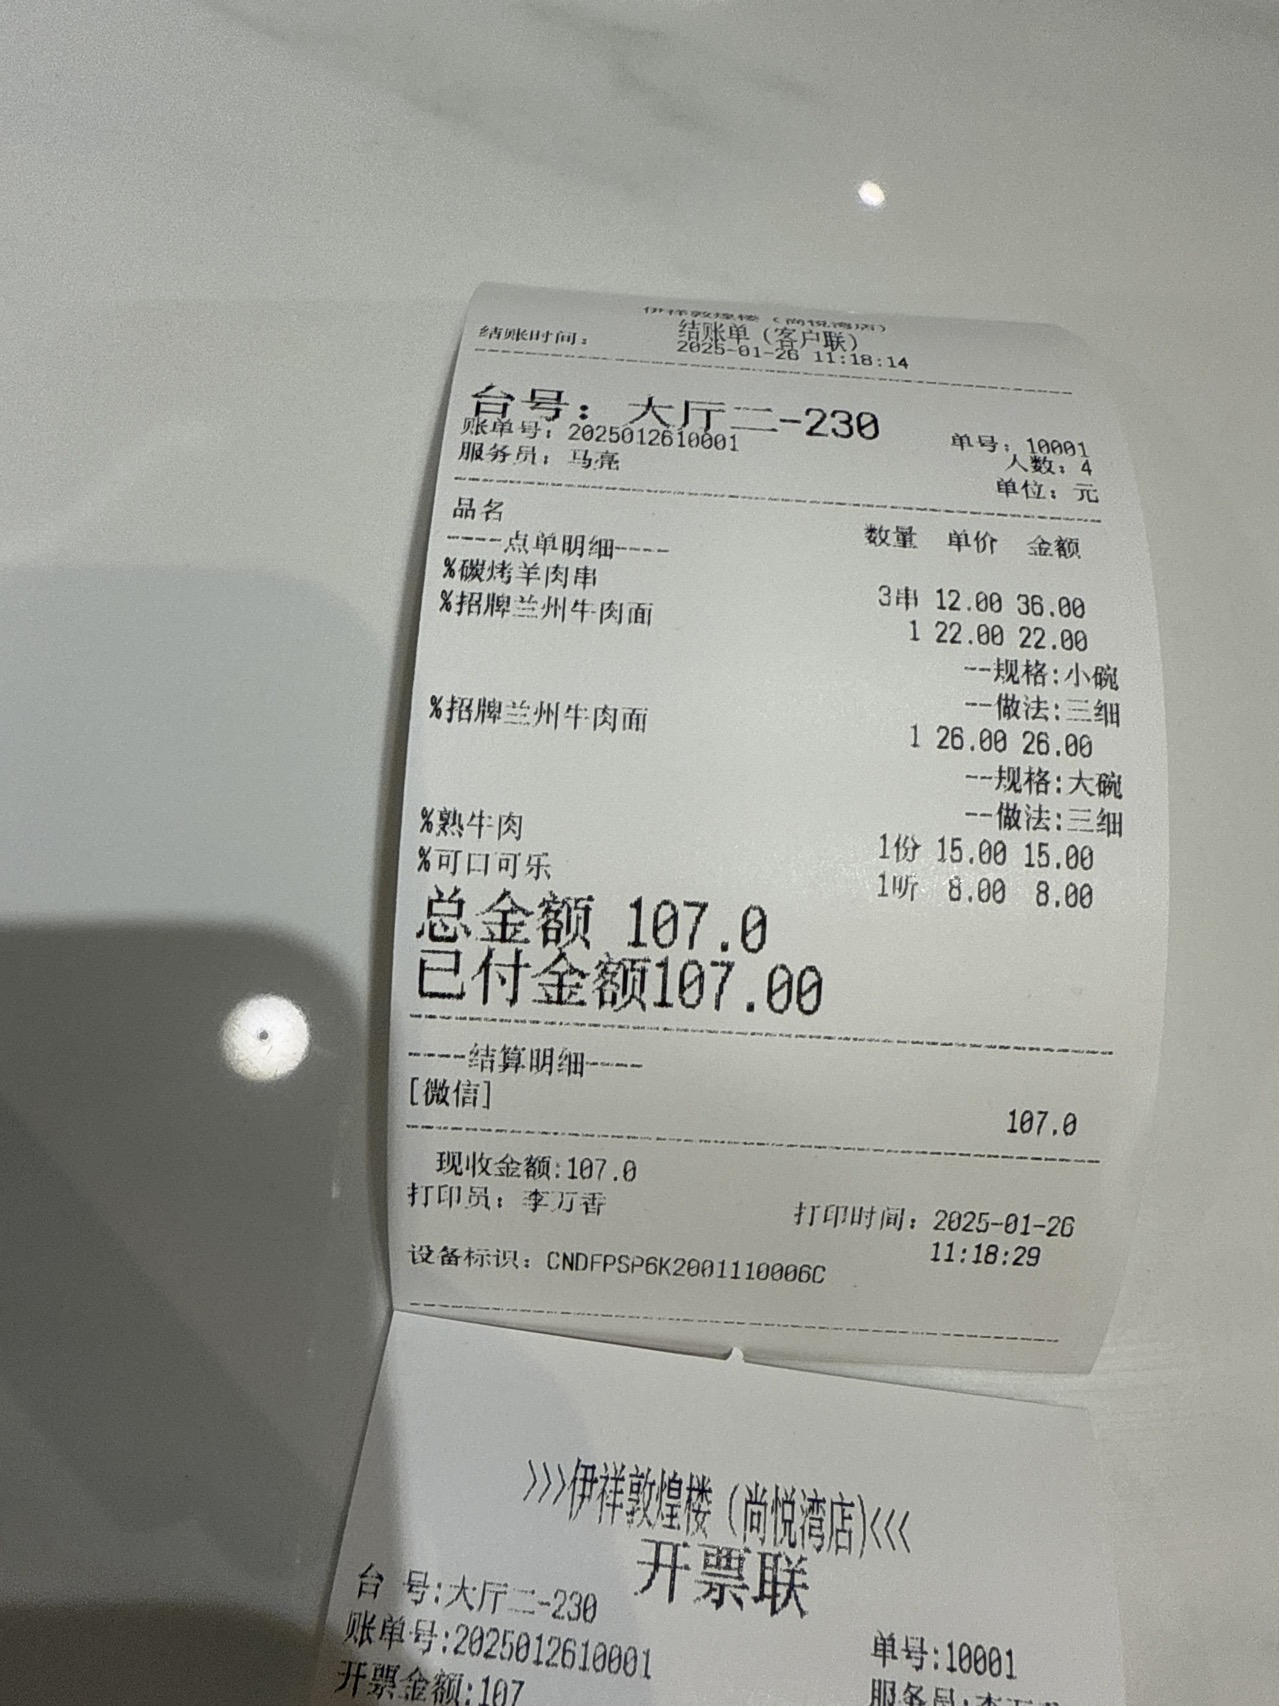 伊祥敦煌楼（尚悦湾店）
结账单（客户联）
结账时间： 2025-01-26 11:18:14
台号：大厅二-230
账单号：2025012610001 单号：10001
服务员：马亮 人数：4
单位：元
品名 数量 单价 金额
----点单明细----
%碳烤羊肉串 3串 12.00 36.00
%招牌兰州牛肉面 1 22.00 22.00
--规格:小碗
--做法:三细
%招牌兰州牛肉面 1 26.00 26.00
--规格:大碗
--做法:三细
%熟牛肉 1份 15.00 15.00
%可口可乐 1听 8.00 8.00
总金额 107.0
已付金额107.00
----结算明细----
[微信] 107.0
现收金额:107.0
打印员：李万香 打印时间：2025-01-26
11:18:29
设备标识：CNDFPSP6K2001110006C
>>>伊祥敦煌楼（尚悦湾店)<<<
开票联
台 号:大厅二-230
账单号:2025012610001 单号:10001
开票金额:107 服务员:李万